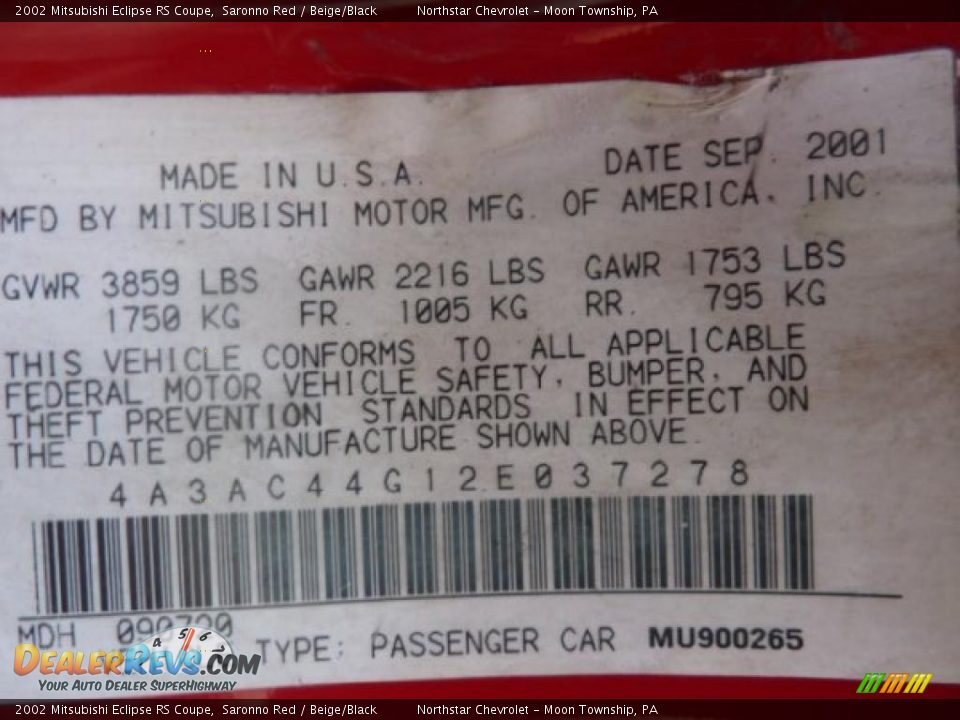 2002 Mitsubishi Eclipse RS Coupe, Saronno Red / Beige/Black Northstar Chevrolet - Moon Township, PA
MADE IN U.S.A. DATE SEP. 2001
MFD BY MITSUBISHI MOTOR MFG. OF AMERICA, INC.
GVWR 3859 LBS GAWR 2216 LBS GAWR 1753 LBS
1750 KG FR. 1005 KG RR. 795 KG
THIS VEHICLE CONFORMS TO ALL APPLICABLE
FEDERAL MOTOR VEHICLE SAFETY, BUMPER, AND
THEFT PREVENTION STANDARDS IN EFFECT ON
THE DATE OF MANUFACTURE SHOWN ABOVE.
4A3AC44G12E037278
MDH
TYPE: PASSENGER CAR MU900265
4 5 6
DEALERREVS.COM
YOUR AUTO DEALER SUPERHIGHWAY
2002 Mitsubishi Eclipse RS Coupe, Saronno Red / Beige/Black Northstar Chevrolet - Moon Township, PA